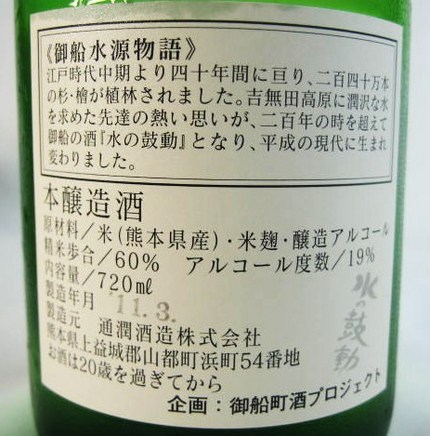 《御船水源物語》
江戸時代中期より四十年間に亘り、二百四十万本
の杉・檜が植林されました。吉無田高原に潤沢な水
を求めた先達の熱い思いが、二百年の時を超えて
御船の酒『水の鼓動』となり、平成の現代に生まれ
変わりました。
本醸造酒
原材料/米(熊本県産)・米麹・醸造アルコール
精米歩合/60% アルコール度数/19%
内容量/720mℓ
製造年月 '11.3.
製造元 通潤酒造株式会社
熊本県上益城郡山都町浜町54番地
お酒は20歳を過ぎてから
水の鼓動
企画:御船町酒プロジェクト